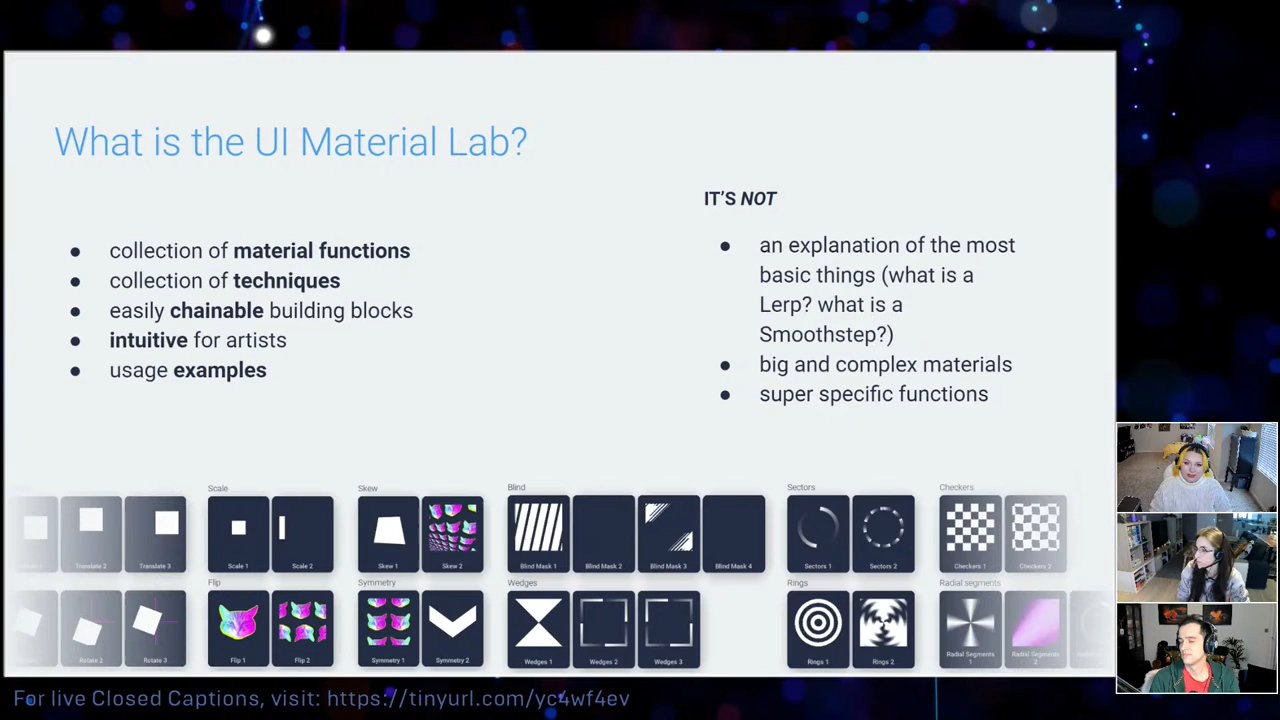 What is the UI Material Lab?
collection of material functions
collection of techniques
easily chainable building blocks
intuitive for artists
usage examples
IT'S NOT
an explanation of the most
basic things (what is a
Lerp? what is a
Smoothstep?)
big and complex materials
super specific functions
Scale
Skew
Blind
Sectors
Checkers
Translate 2
Translate 3
Scale 1
Scale 2
Skew 1
Skew 2
Blind Mask 1
Blind Mask 2
Blind Mask 3
Blind Mask 4
Sectors 1
Sectors 2
Checkers 1
Checkers 2
Flip
Symmetry
Wedges
Rings
Radial segments
Rotate 2
Rotate 3
Flip 1
Flip 2
Symmetry 1
Symmetry 2
Wedges 1
Wedges 2
Wedges 3
Rings 1
Rings 2
Radial Segments
1
Radial Segments
2
For live Closed Captions, visit: https://tinyurl.com/yc4wf4ev